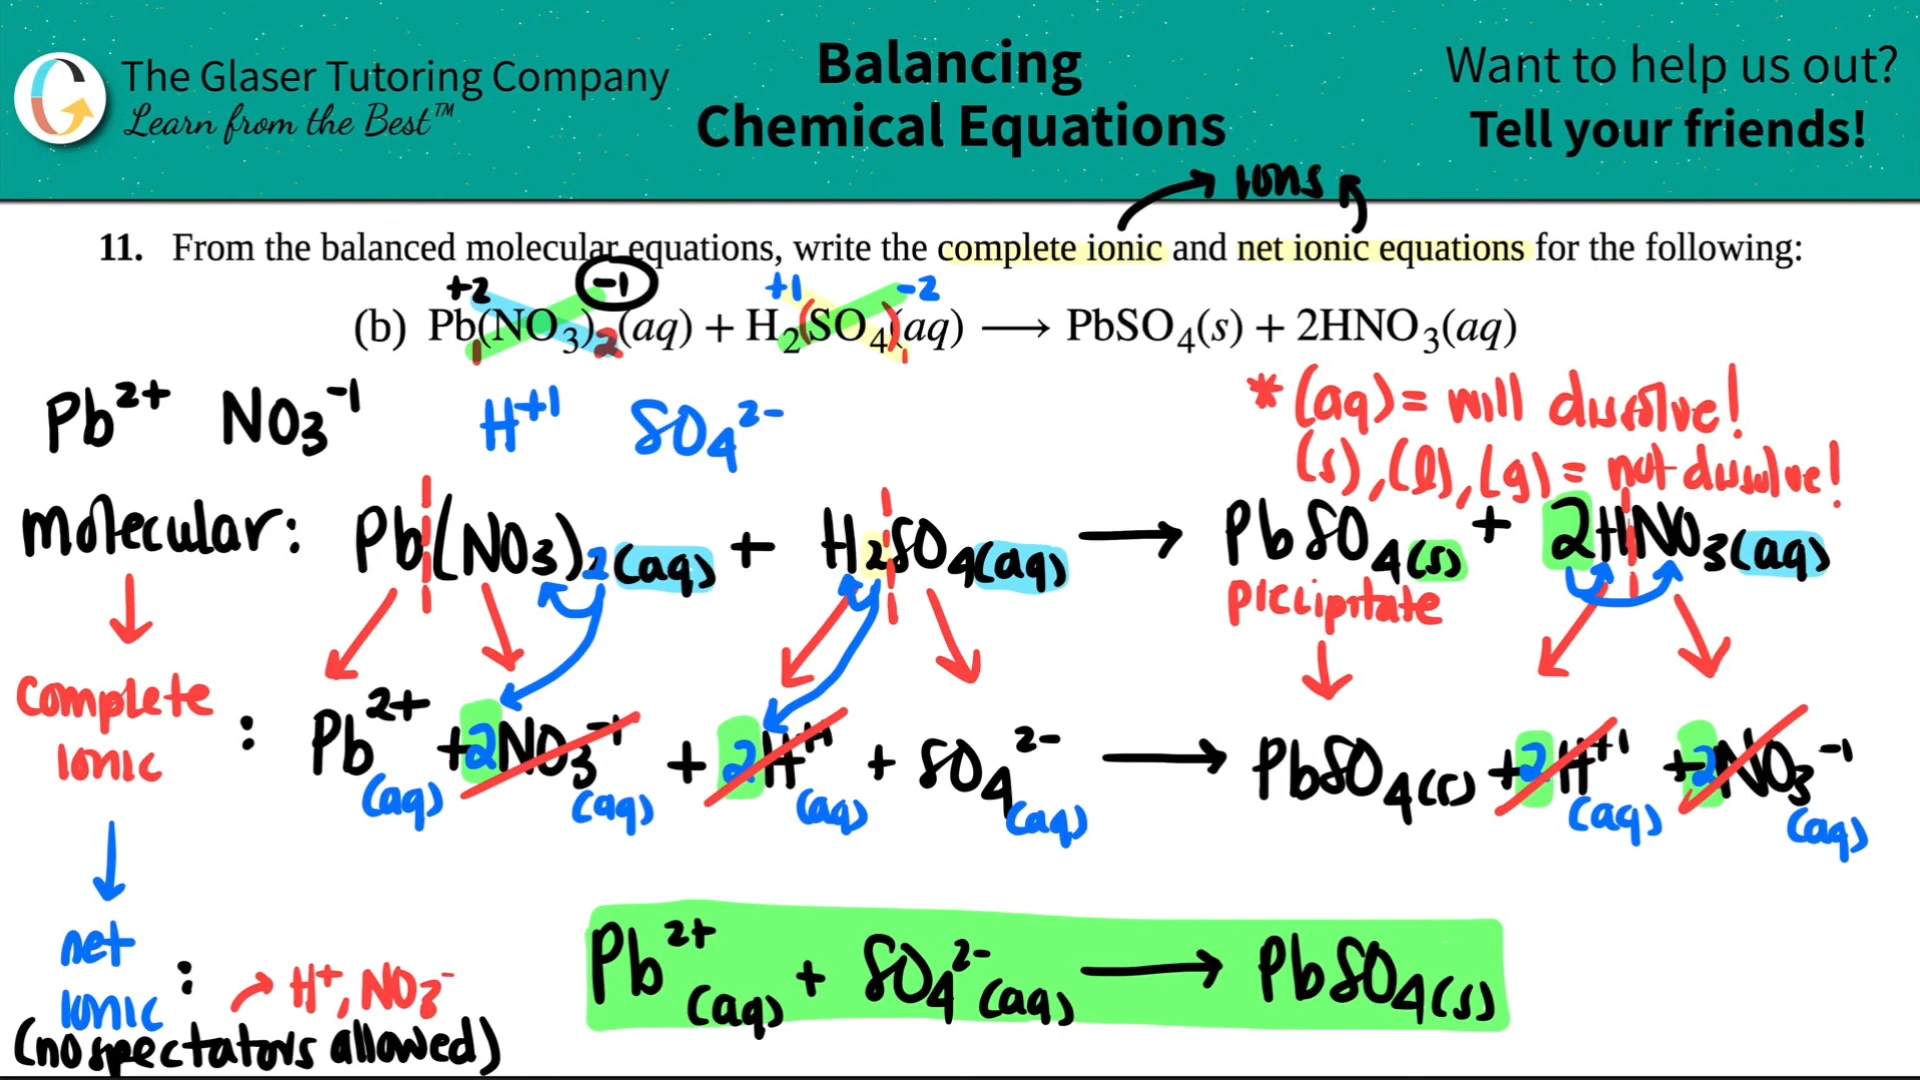 The Glaser Tutoring Company
Learn from the Best™
Balancing
Chemical Equations
Want to help us out?
Tell your friends!
ions
11. From the balanced molecular equations, write the complete ionic and net ionic equations for the following:
+2 -1 +1 -2
(b) Pb(NO₃)₂(aq) + H₂(SO₄)(aq) ⟶ PbSO₄(s) + 2HNO₃(aq)
1 2 1
Pb²⁺ NO₃⁻¹ H⁺¹ SO₄²⁻
* (aq) = will dissolve!
(s), (l), (g) = not dissolve!
molecular: Pb(NO₃)₂(aq) + H₂SO₄(aq) → PbSO₄(s) + 2HNO₃(aq)
precipitate
complete ionic : Pb²⁺(aq) + 2NO₃⁻¹(aq) + 2H⁺¹(aq) + SO₄²⁻(aq) → PbSO₄(s) + 2H⁺¹(aq) + 2NO₃⁻¹(aq)
net ionic : → H⁺, NO₃⁻
(no spectators allowed)
Pb²⁺(aq) + SO₄²⁻(aq) → PbSO₄(s)